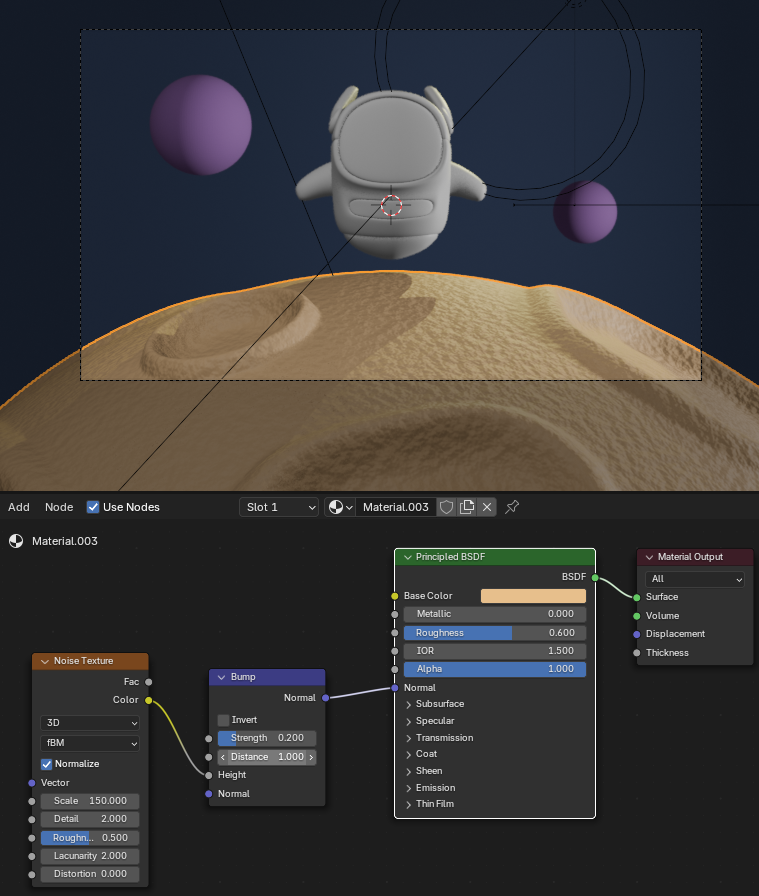 Add Node Use Nodes Slot 1 Material.003
Material.003
Principled BSDF
BSDF
Base Color
Metallic 0.000
Roughness 0.600
IOR 1.500
Alpha 1.000
Normal
Subsurface
Specular
Transmission
Coat
Sheen
Emission
Thin Film
Material Output
All
Surface
Volume
Displacement
Thickness
Noise Texture
Fac
Color
3D
fBM
Normalize
Vector
Scale 150.000
Detail 2.000
Roughn... 0.500
Lacunarity 2.000
Distortion 0.000
Bump
Normal
Invert
Strength 0.200
Distance 1.000
Height
Normal